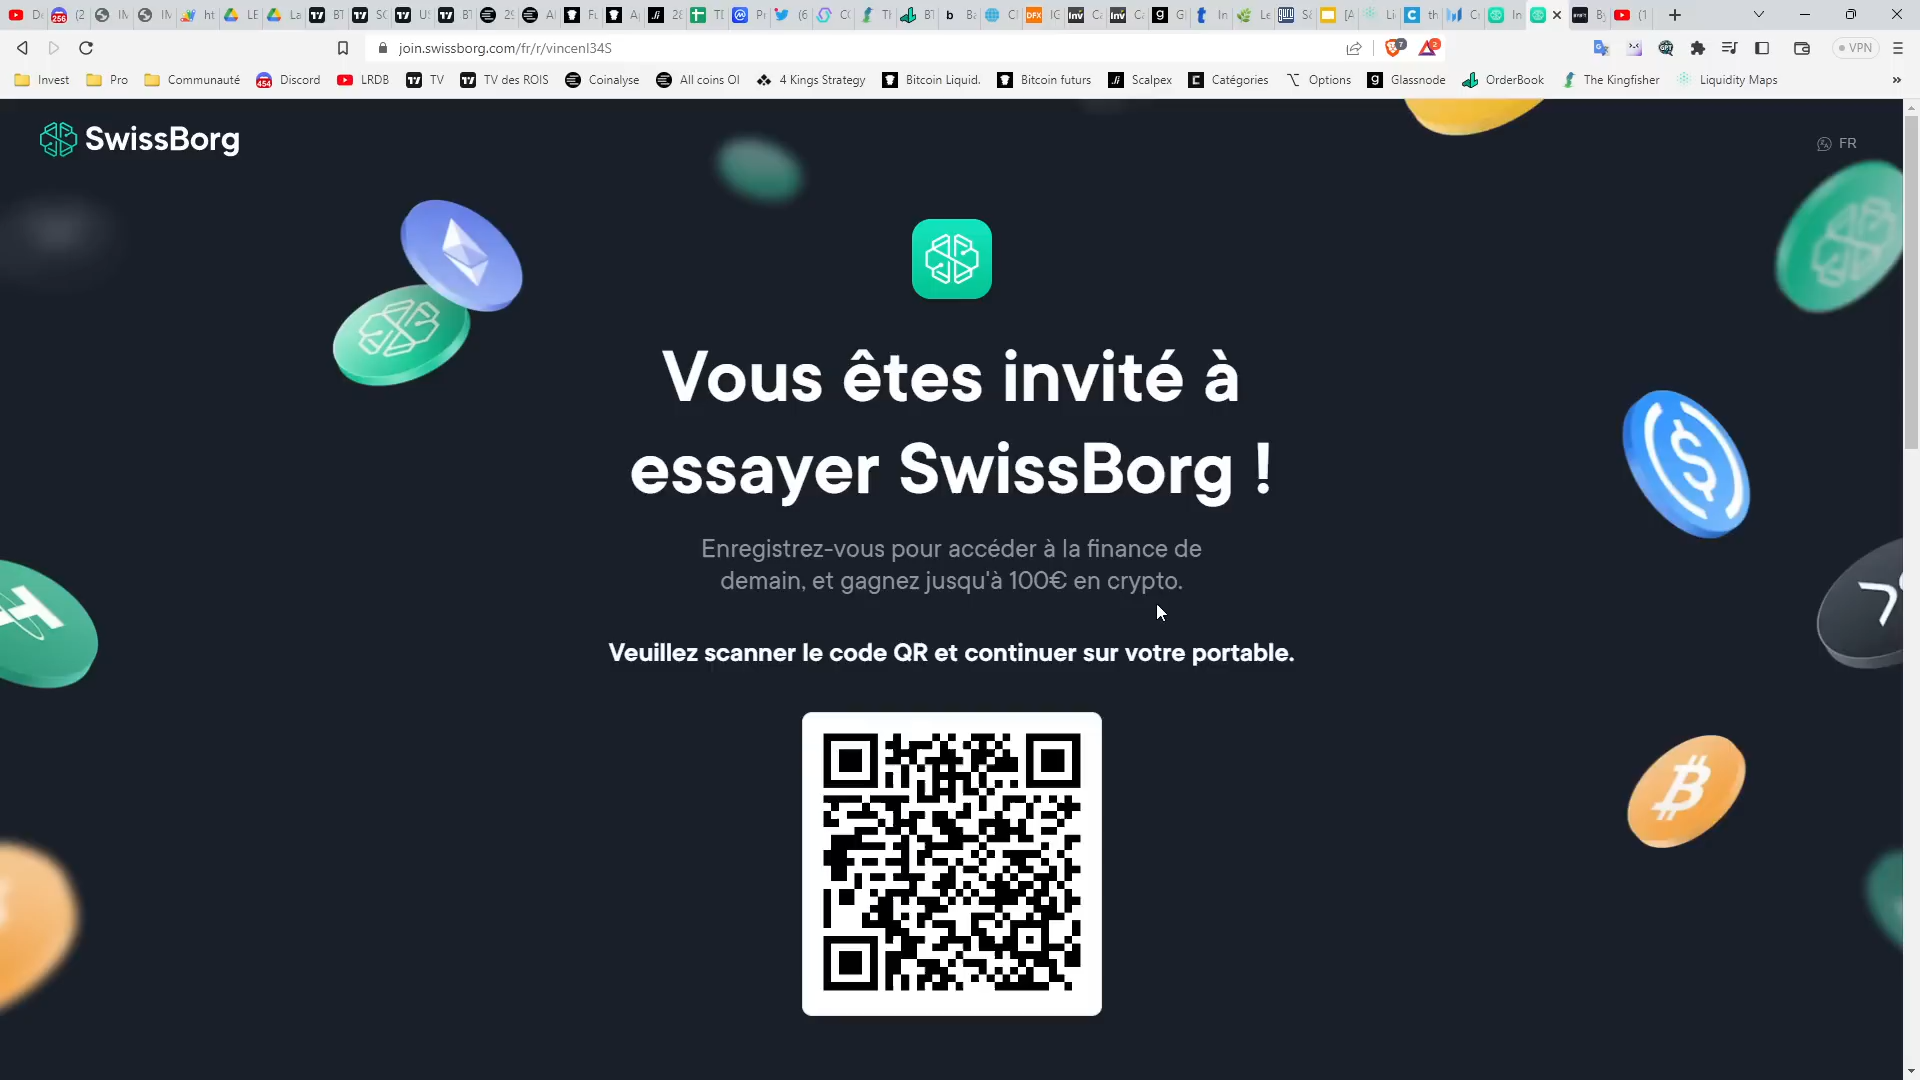 join.swissborg.com/fr/r/vincenl34S
VPN
Invest
Pro
Communauté
Discord
LRDB
TV
TV des ROIS
Coinalyse
All coins OI
4 Kings Strategy
Bitcoin Liquid.
Bitcoin futurs
Scalpex
Catégories
Options
Glassnode
OrderBook
The Kingfisher
Liquidity Maps
SwissBorg
FR
Vous êtes invité à
essayer SwissBorg !
Enregistrez-vous pour accéder à la finance de
demain, et gagnez jusqu'à 100€ en crypto.
Veuillez scanner le code QR et continuer sur votre portable.